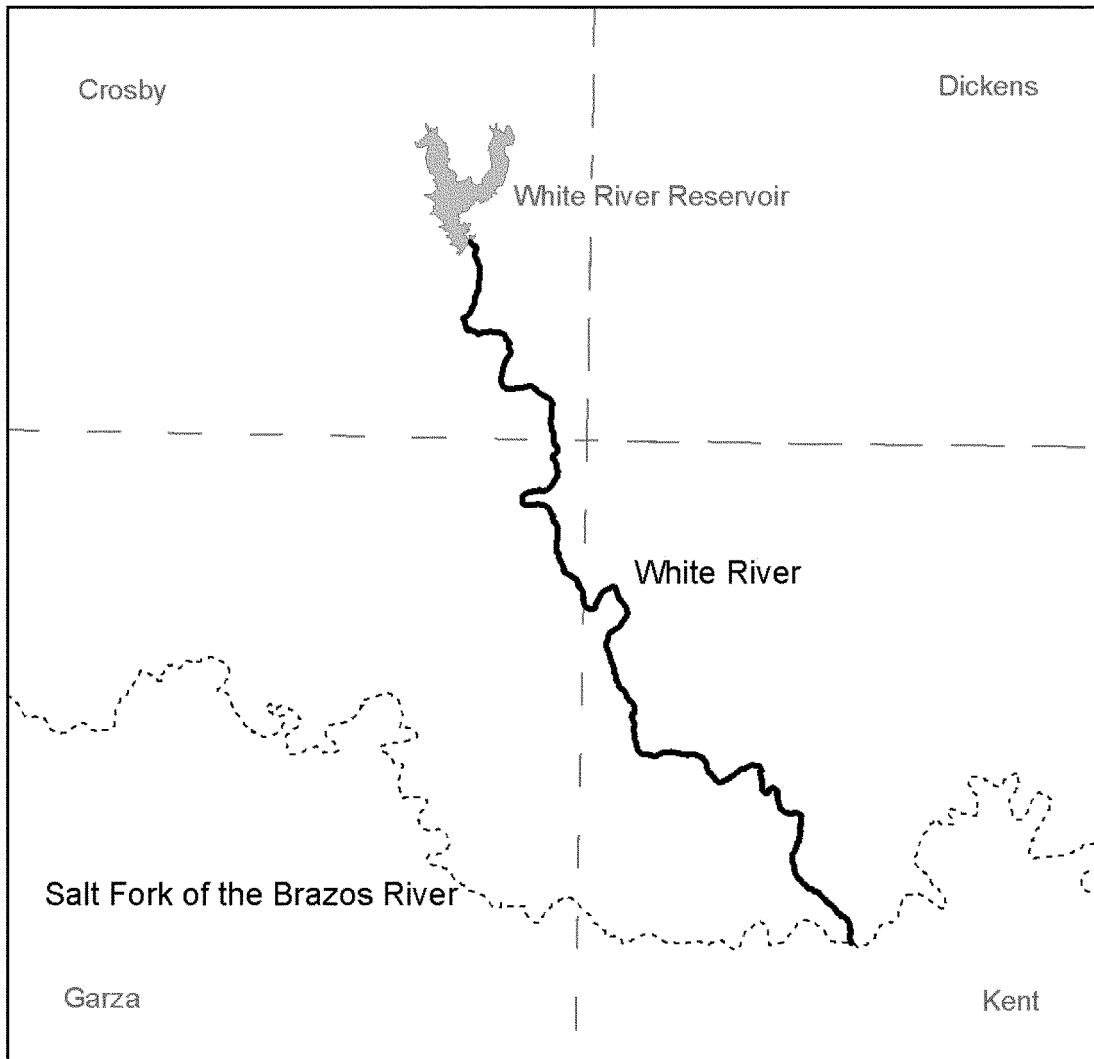 Crosby
Dickens
White River Reservoir
White River
Salt Fork of the Brazos River
Garza
Kent